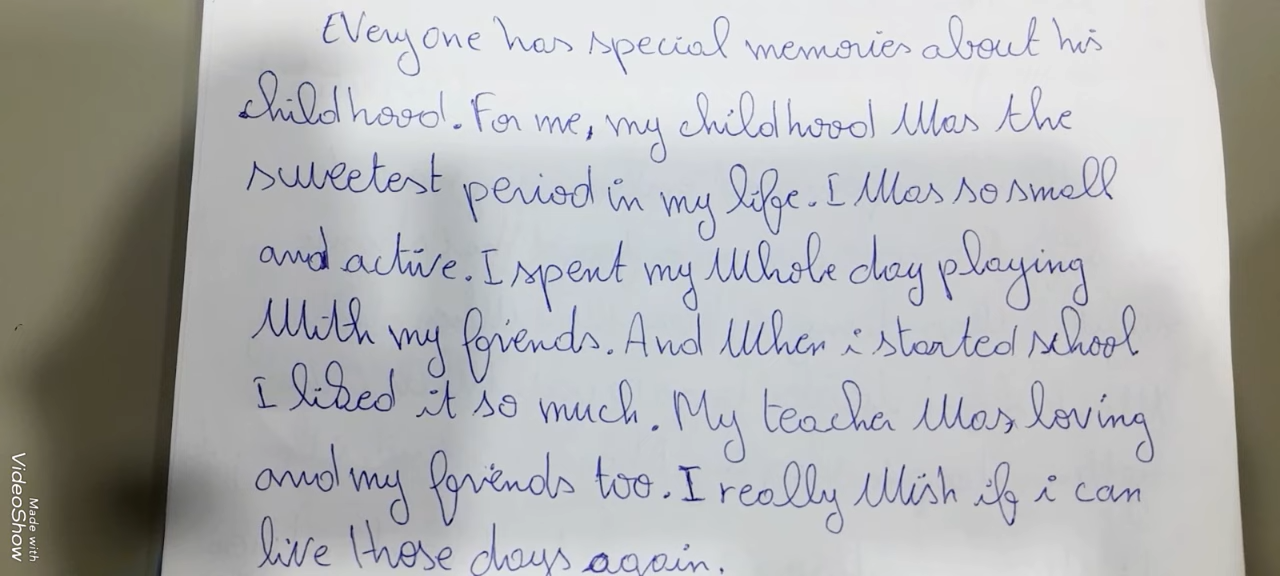 Everyone has special memories about his
childhood. For me, my childhood was the
sweetest period in my life. I was so small
and active. I spent my whole day playing
with my friends. And when i started school
I liked it so much. My teacher was loving
and my friends too. I really wish if i can
live those days again.
Made with
VideoShow